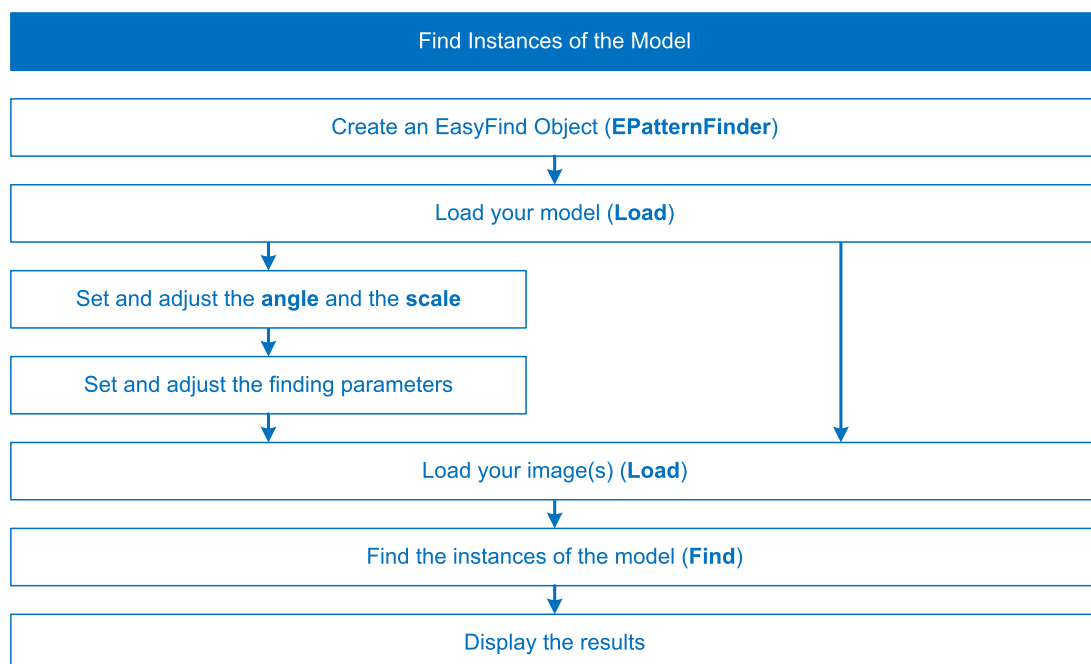 Find Instances of the Model
Create an EasyFind Object (EPatternFinder)
Load your model (Load)
Set and adjust the angle and the scale
Set and adjust the finding parameters
Load your image(s) (Load)
Find the instances of the model (Find)
Display the results